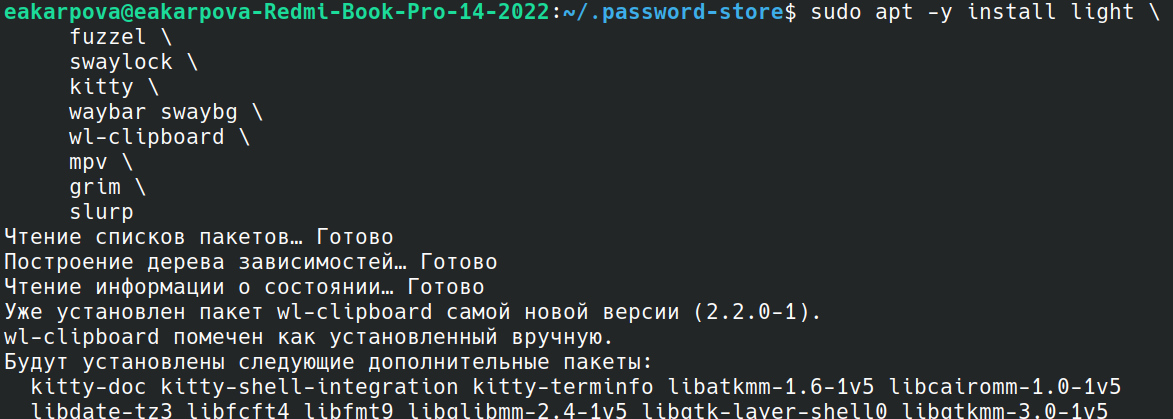 eakarpova@eakarpova-Redmi-Book-Pro-14-2022:~/.password-store$ sudo apt -y install light \
fuzzel \
swaylock \
kitty \
waybar swaybg \
wl-clipboard \
mpv \
grim \
slurp
Чтение списков пакетов… Готово
Построение дерева зависимостей… Готово
Чтение информации о состоянии… Готово
Уже установлен пакет wl-clipboard самой новой версии (2.2.0-1).
wl-clipboard помечен как установленный вручную.
Будут установлены следующие дополнительные пакеты:
kitty-doc kitty-shell-integration kitty-terminfo libatkmm-1.6-1v5 libcairomm-1.0-1v5
libdate-tz3 libfcft4 libfmt9 libglibmm-2.4-1v5 libgtk-layer-shell0 libgtkmm-3.0-1v5